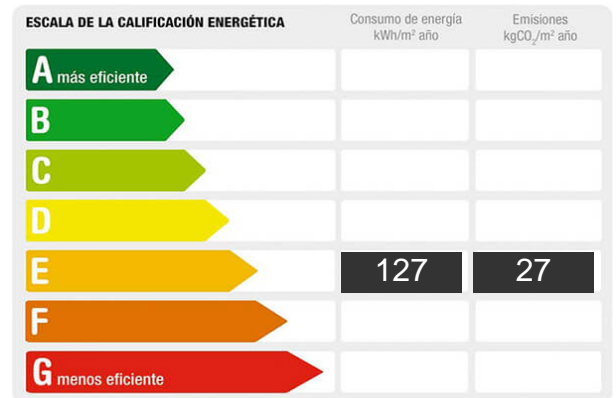 ESCALA DE LA CALIFICACIÓN ENERGÉTICA
Consumo de energía
kWh/m² año
Emisiones
kgCO₂/m² año
A más eficiente
B
C
D
E 127 27
F
G menos eficiente